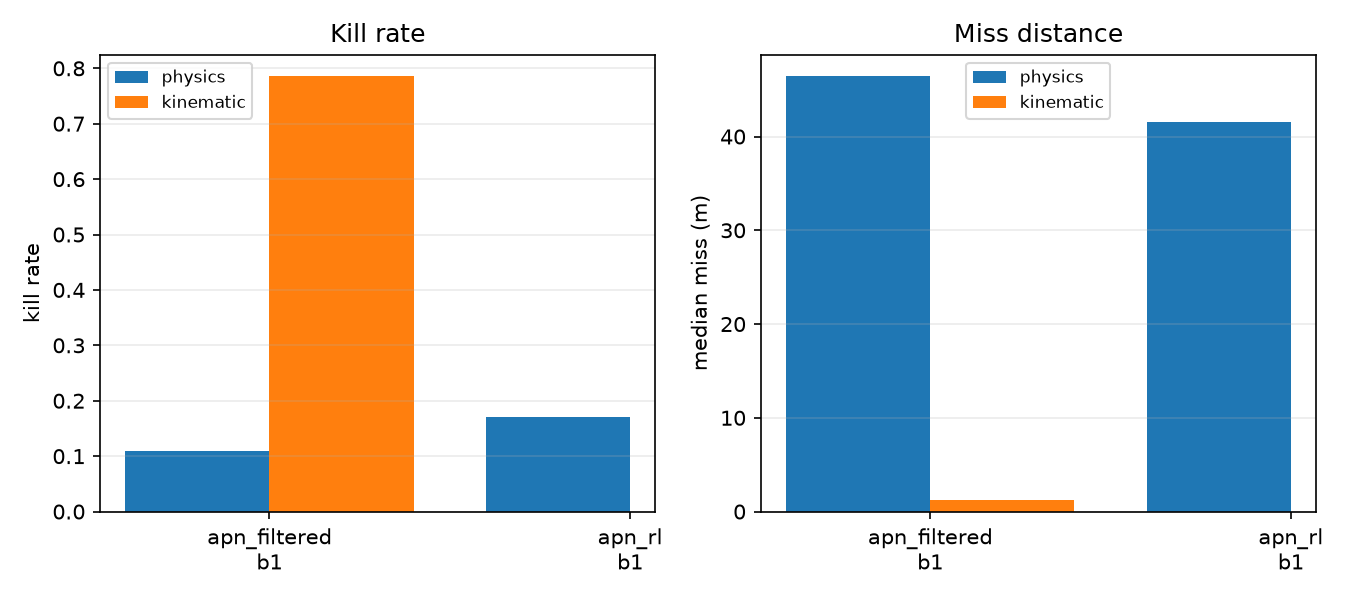 Kill rate
physics
kinematic
kill rate
0.8
0.7
0.6
0.5
0.4
0.3
0.2
0.1
0.0
apn_filtered
b1
apn_rl
b1
Miss distance
physics
kinematic
median miss (m)
40
30
20
10
0
apn_filtered
b1
apn_rl
b1